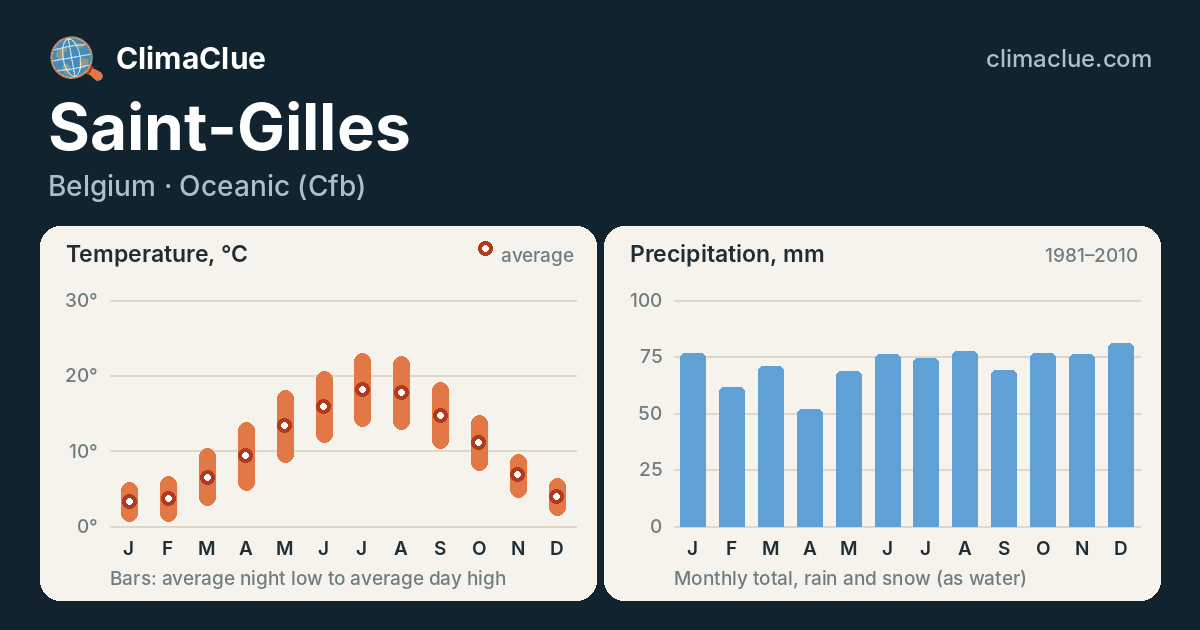 ClimaClue
climaclue.com
Saint-Gilles
Belgium · Oceanic (Cfb)
Temperature, °C
average
30°
20°
10°
0°
J F M A M J J A S O N D
Bars: average night low to average day high
Precipitation, mm
1981–2010
100
75
50
25
0
J F M A M J J A S O N D
Monthly total, rain and snow (as water)